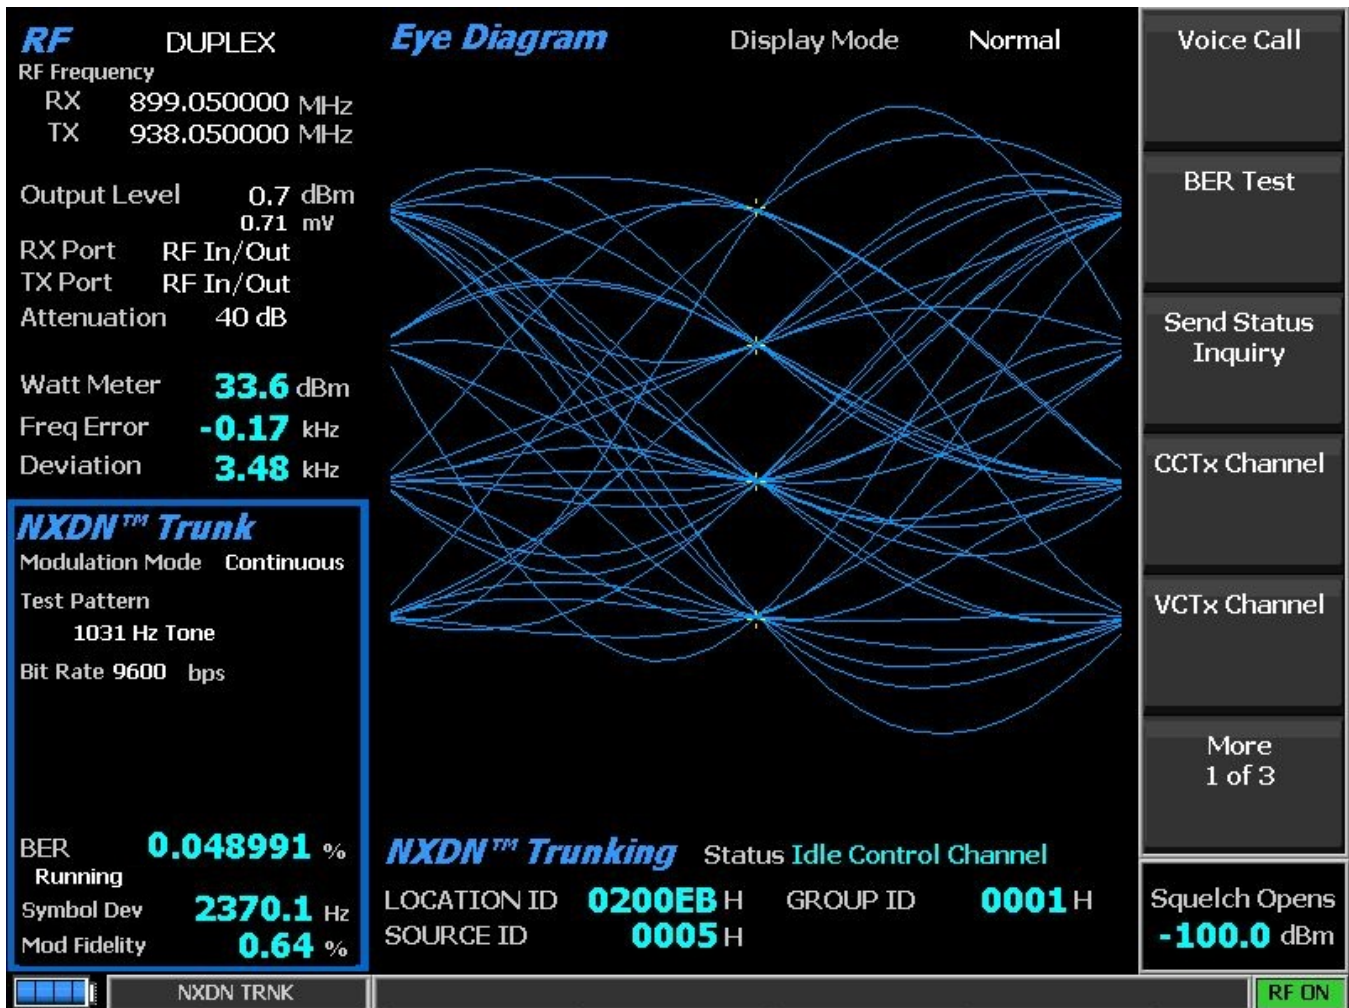 RF DUPLEX
RF Frequency
RX 899.050000 MHz
TX 938.050000 MHz
Output Level 0.7 dBm
0.71 mV
RX Port RF In/Out
TX Port RF In/Out
Attenuation 40 dB
Watt Meter 33.6 dBm
Freq Error -0.17 kHz
Deviation 3.48 kHz
NXDN™ Trunk
Modulation Mode Continuous
Test Pattern
1031 Hz Tone
Bit Rate 9600 bps
BER 0.048991 %
Running
Symbol Dev 2370.1 Hz
Mod Fidelity 0.64 %
Eye Diagram Display Mode Normal
NXDN™ Trunking Status Idle Control Channel
LOCATION ID 0200EB H GROUP ID 0001 H
SOURCE ID 0005 H
Voice Call
BER Test
Send Status
Inquiry
CCTx Channel
VCTx Channel
More
1 of 3
Squelch Opens
-100.0 dBm
NXDN TRNK
RF ON